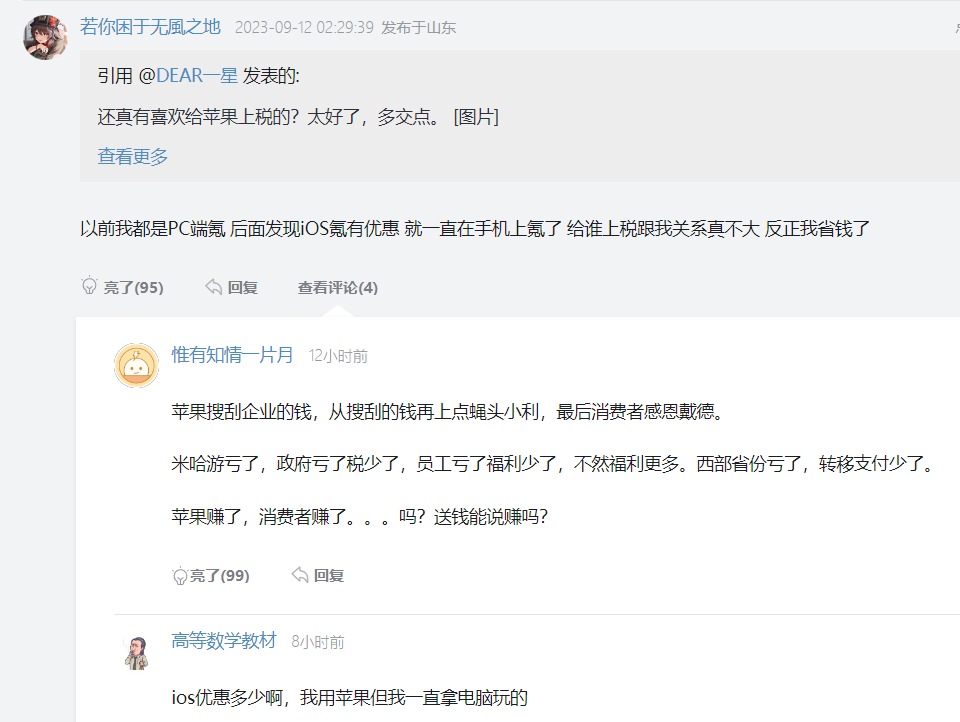 若你困于无風之地 2023-09-12 02:29:39 发布于山东
引用 @DEAR一星 发表的:
还真有喜欢给苹果上税的？太好了，多交点。 [图片]
查看更多
以前我都是PC端氪 后面发现iOS氪有优惠 就一直在手机上氪了 给谁上税跟我关系真不大 反正我省钱了
亮了(95) 回复 查看评论(4)
惟有知情一片月 12小时前
苹果搜刮企业的钱，从搜刮的钱再上点蝇头小利，最后消费者感恩戴德。
米哈游亏了，政府亏了税少了，员工亏了福利少了，不然福利更多。西部省份亏了，转移支付少了。
苹果赚了，消费者赚了。。。吗？送钱能说赚吗？
亮了(99) 回复
高等数学教材 8小时前
ios优惠多少啊，我用苹果但我一直拿电脑玩的